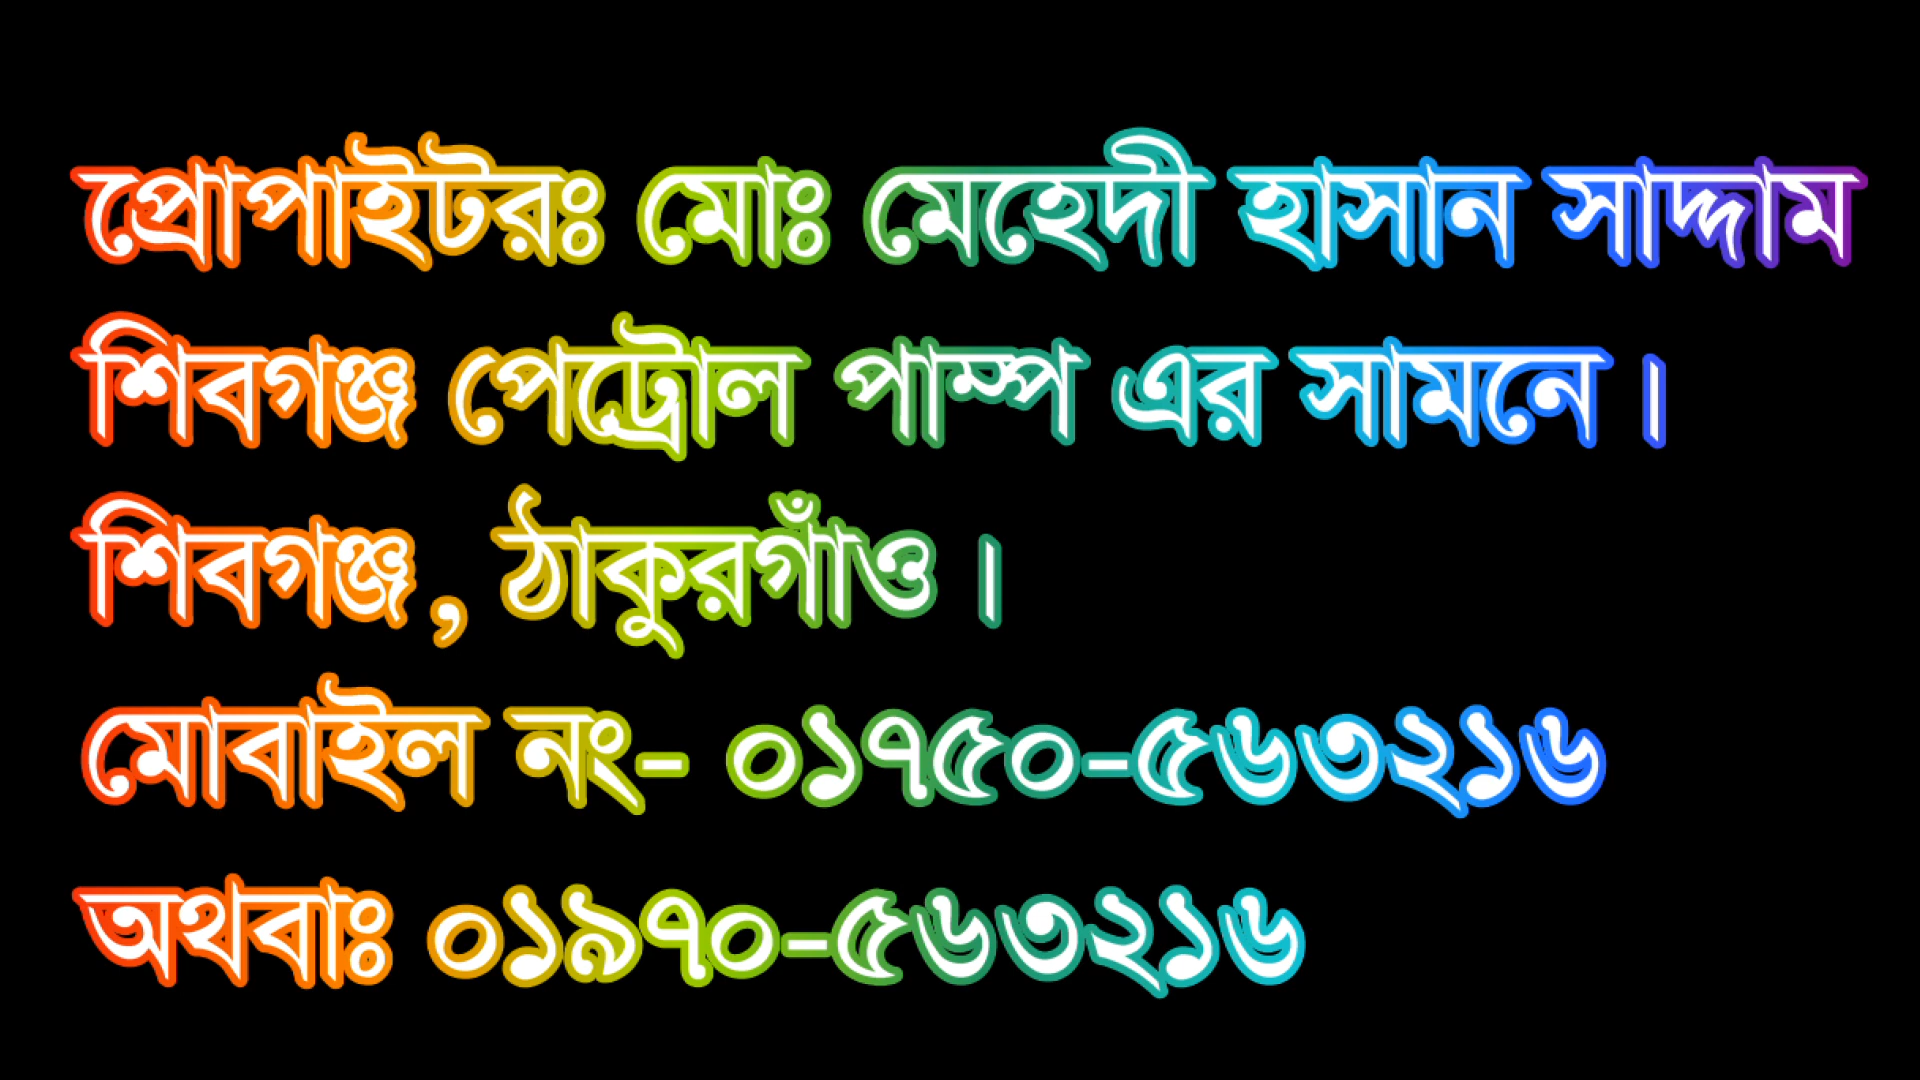 প্রোপাইটরঃ মোঃ মেহেদী হাসান সাদ্দাম
শিবগঞ্জ পেট্রোল পাম্প এর সামনে।
শিবগঞ্জ, ঠাকুরগাঁও।
মোবাইল নং- ০১৭৫০-৫৬৩২১৬
অথবাঃ ০১৯৭০-৫৬৩২১৬